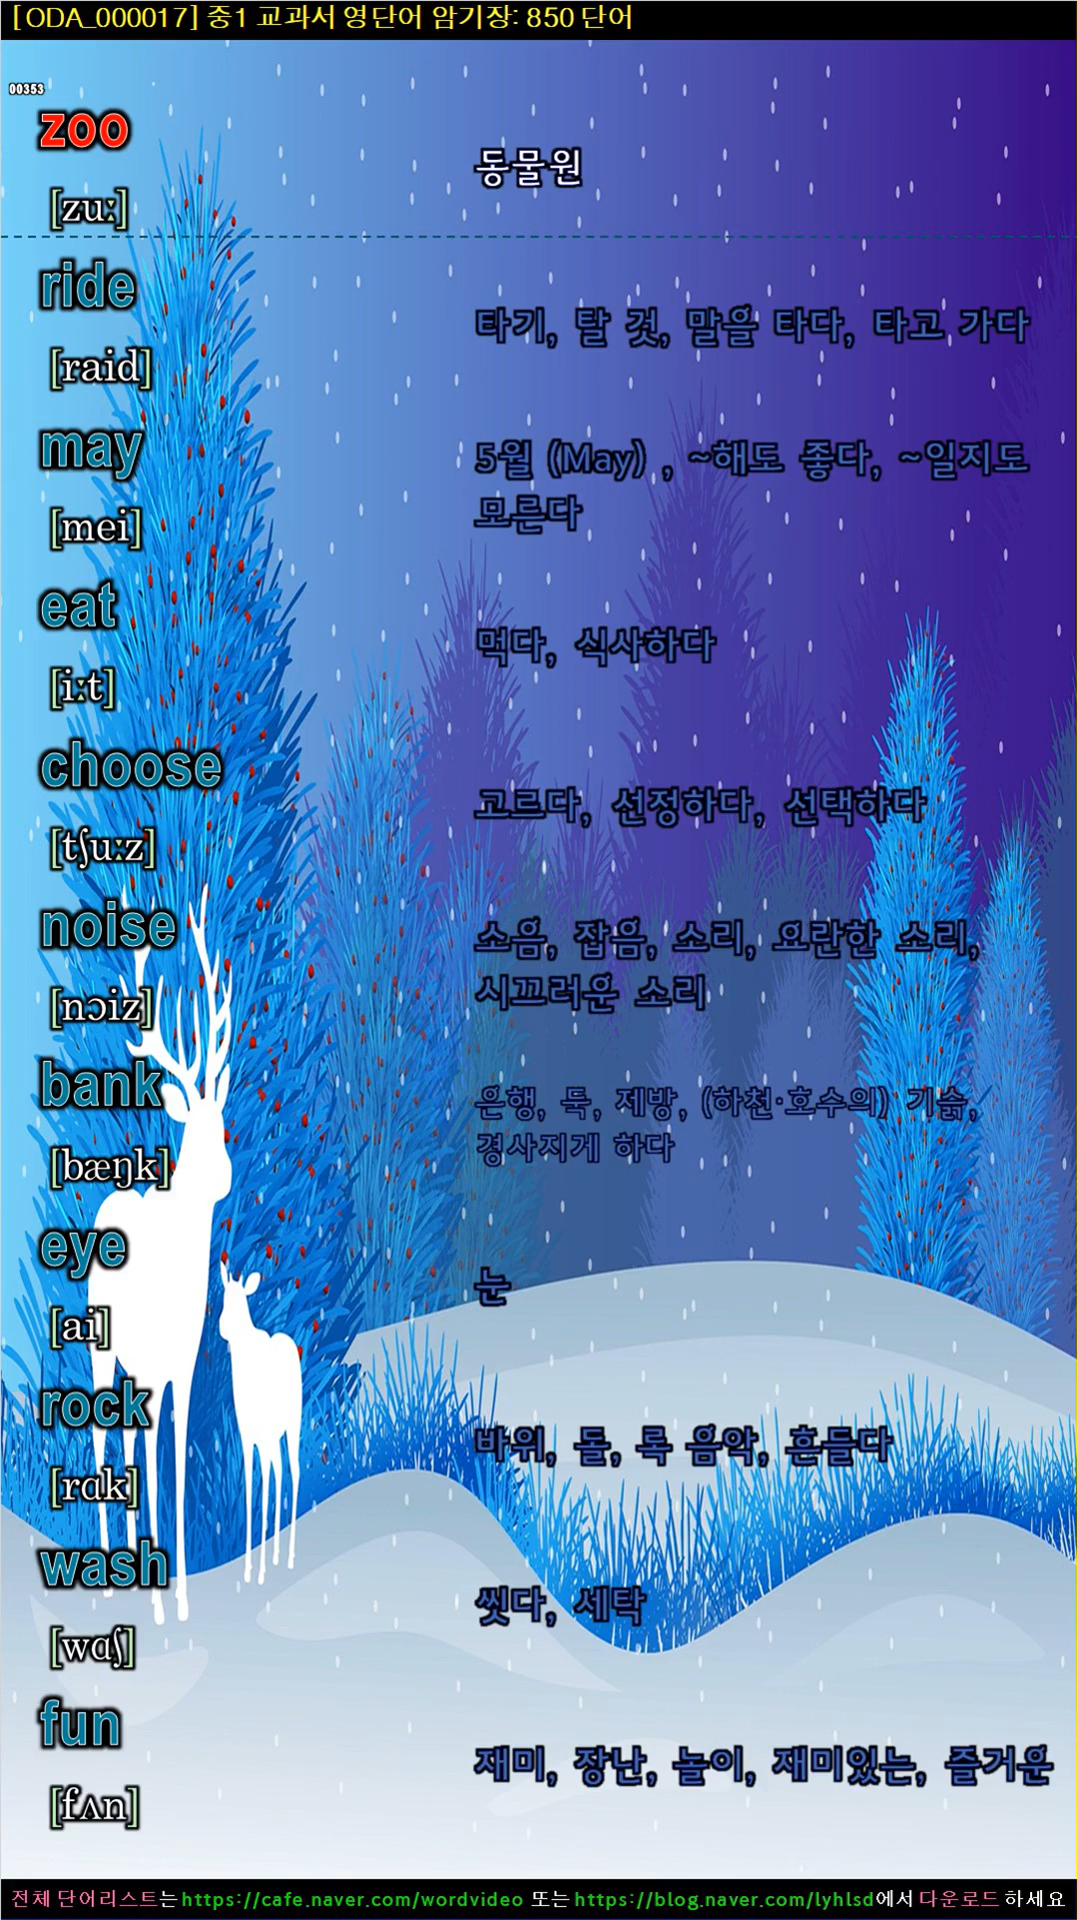 [ODA_000017] 중1 교과서 영단어 암기장: 850 단어
00353
zoo
동물원
[zuː]
ride
타기, 탈 것, 말을 타다, 타고 가다
[raid]
may
5월 (May) , ~해도 좋다, ~일지도
모른다
[mei]
eat
먹다, 식사하다
[iːt]
choose
고르다, 선정하다, 선택하다
[tʃuːz]
noise
소음, 잡음, 소리, 요란한 소리,
시끄러운 소리
[nɔiz]
bank
은행, 둑, 제방, (하천·호수의) 기슭,
경사지게 하다
[bæŋk]
eye
눈
[ai]
rock
바위, 돌, 록 음악, 흔들다
[rɑk]
wash
씻다, 세탁
[wɑʃ]
fun
재미, 장난, 놀이, 재미있는, 즐거운
[fʌn]
전체 단어리스트는 https://cafe.naver.com/wordvideo 또는 https://blog.naver.com/lyhlsd에서 다운로드 하세요